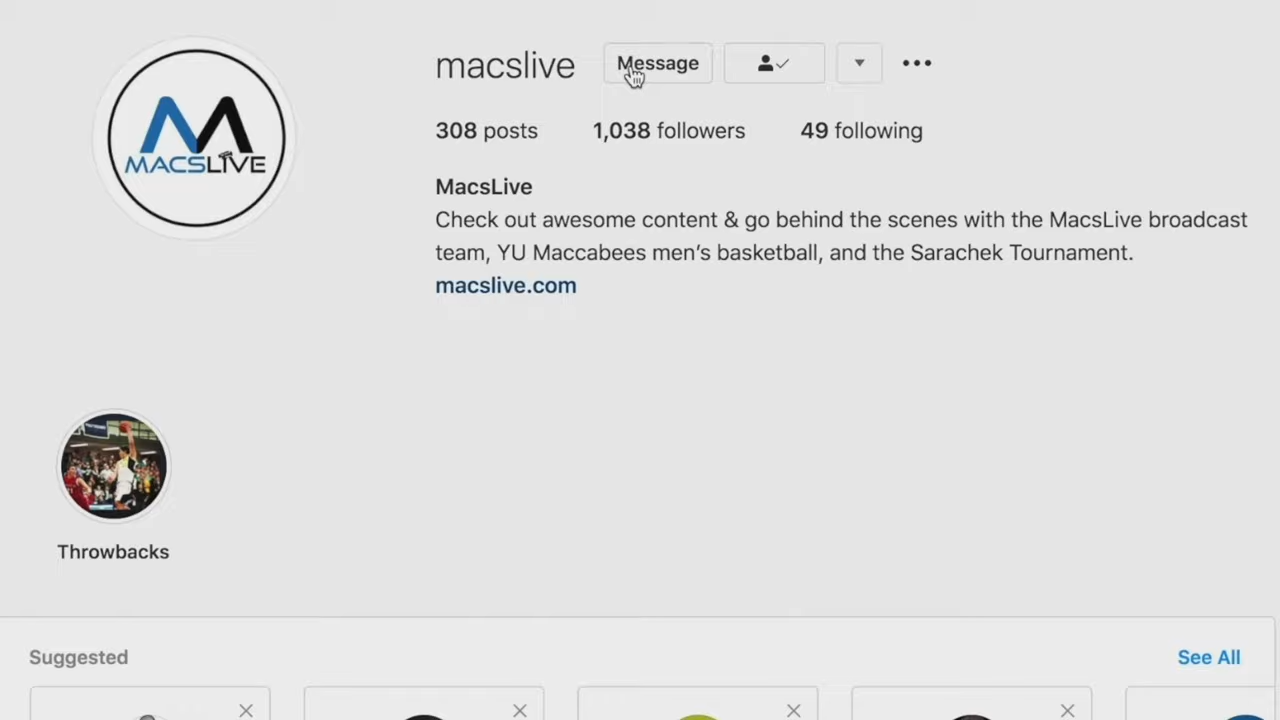 macslive Message
308 posts 1,038 followers 49 following
MACSLIVE
MacsLive
Check out awesome content & go behind the scenes with the MacsLive broadcast
team, YU Maccabees men's basketball, and the Sarachek Tournament.
macslive.com
Throwbacks
Suggested See All